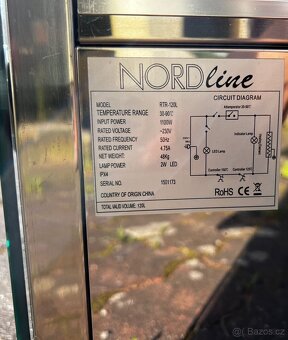 NORDline
MODEL RTR-120L
TEMPERATURE RANGE 30-90℃
INPUT POWER 1100W
RATED VOLTAGE ~230V
RATED FREQUENCY 50Hz
RATED CURRENT 4.75A
NET WEIGHT: 48Kg
LAMP POWER 2W LED
IPX4
SERIAL NO. 1501173
COUNTRY OF ORIGIN CHINA
TOTAL VALID VOLUME: 120L
CIRCUIT DIAGRAM
Indicator Lamp
LED Lamp
RoHS CE
Bazoš.cz